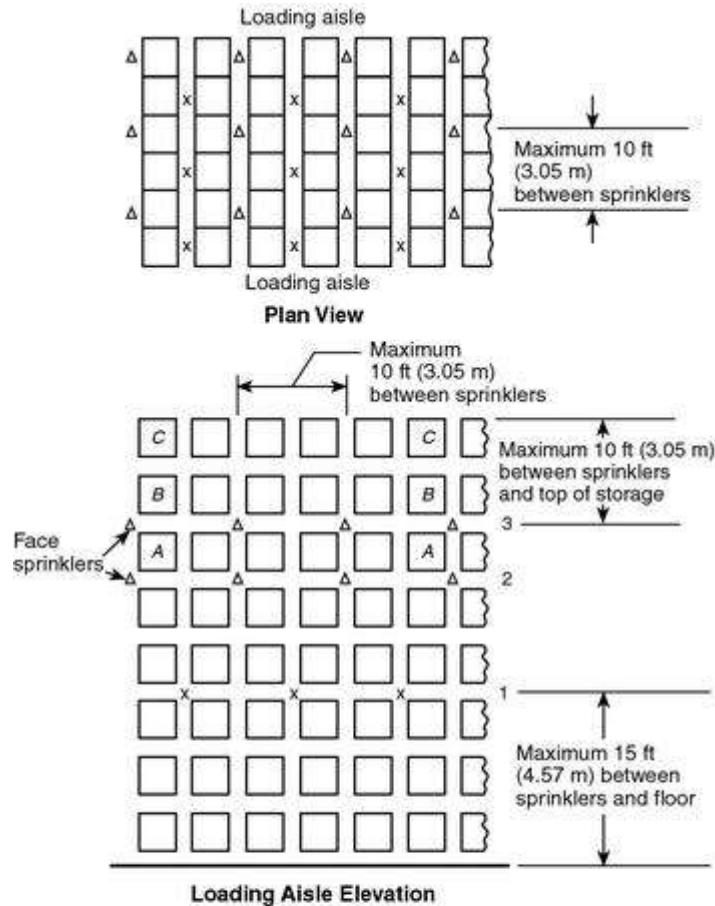 Loading aisle
Δ Δ Δ Δ
x x x
Δ Δ Δ Δ
x x x
Δ Δ Δ Δ
x x x
Maximum 10 ft
(3.05 m)
between sprinklers
Loading aisle
Plan View
Maximum
10 ft (3.05 m)
between sprinklers
C C
Maximum 10 ft (3.05 m)
between sprinklers
and top of storage
B B
Δ Δ Δ Δ 3
Face
sprinklers
A A
Δ Δ Δ Δ 2
x x x 1
Maximum 15 ft
(4.57 m) between
sprinklers and floor
Loading Aisle Elevation